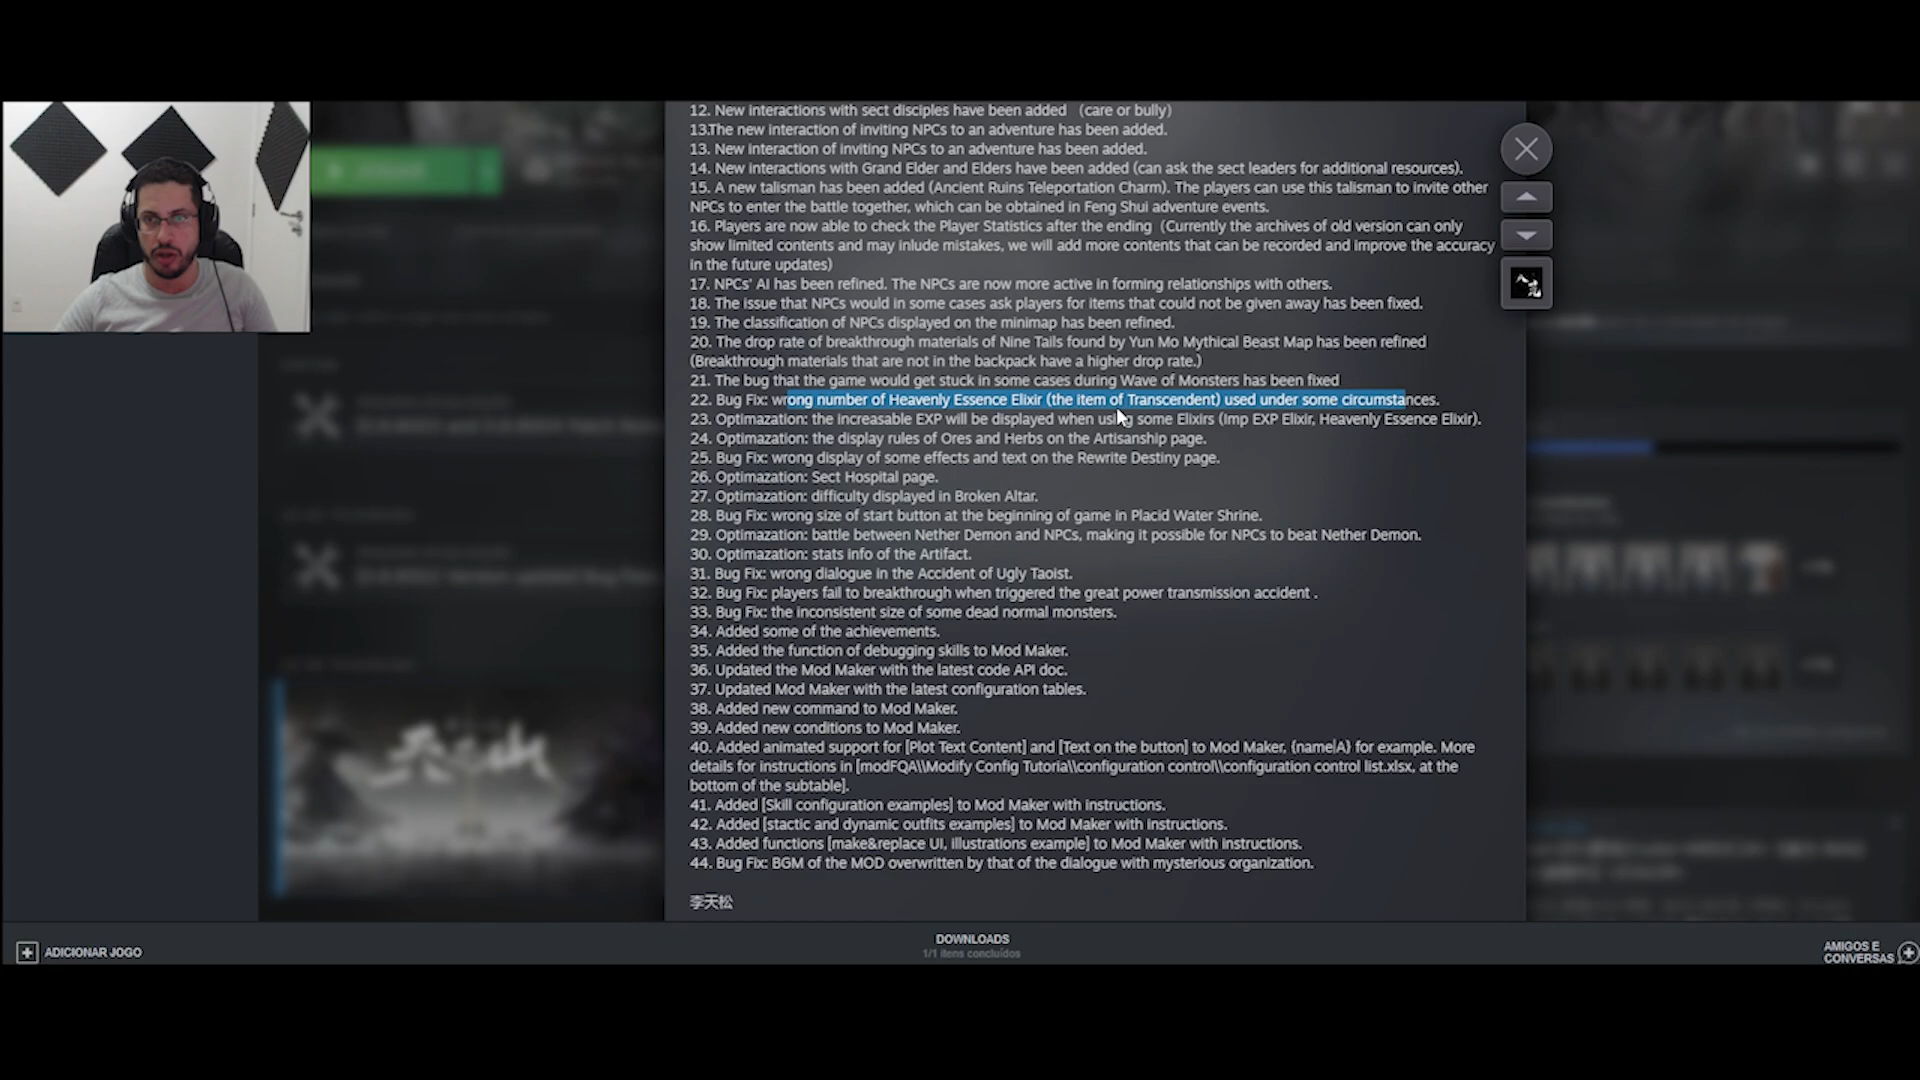 12. New interactions with sect disciples have been added （care or bully)
13.The new interaction of inviting NPCs to an adventure has been added.
13. New interaction of inviting NPCs to an adventure has been added.
14. New interactions with Grand Elder and Elders have been added (can ask the sect leaders for additional resources).
15. A new talisman has been added (Ancient Ruins Teleportation Charm). The players can use this talisman to invite other
NPCs to enter the battle together, which can be obtained in Feng Shui adventure events.
16. Players are now able to check the Player Statistics after the ending（Currently the archives of old version can only
show limited contents and may inlude mistakes, we will add more contents that can be recorded and improve the accuracy
in the future updates)
17. NPCs' AI has been refined. The NPCs are now more active in forming relationships with others.
18. The issue that NPCs would in some cases ask players for items that could not be given away has been fixed.
19. The classification of NPCs displayed on the minimap has been refined.
20. The drop rate of breakthrough materials of Nine Tails found by Yun Mo Mythical Beast Map has been refined
(Breakthrough materials that are not in the backpack have a higher drop rate.)
21. The bug that the game would get stuck in some cases during Wave of Monsters has been fixed
22. Bug Fix: wrong number of Heavenly Essence Elixir (the item of Transcendent) used under some circumstances.
23. Optimazation: the increasable EXP will be displayed when using some Elixirs (Imp EXP Elixir, Heavenly Essence Elixir).
24. Optimazation: the display rules of Ores and Herbs on the Artisanship page.
25. Bug Fix: wrong display of some effects and text on the Rewrite Destiny page.
26. Optimazation: Sect Hospital page.
27. Optimazation: difficulty displayed in Broken Altar.
28. Bug Fix: wrong size of start button at the beginning of game in Placid Water Shrine.
29. Optimazation: battle between Nether Demon and NPCs, making it possible for NPCs to beat Nether Demon.
30. Optimazation: stats info of the Artifact.
31. Bug Fix: wrong dialogue in the Accident of Ugly Taoist.
32. Bug Fix: players fail to breakthrough when triggered the great power transmission accident .
33. Bug Fix: the inconsistent size of some dead normal monsters.
34. Added some of the achievements.
35. Added the function of debugging skills to Mod Maker.
36. Updated the Mod Maker with the latest code API doc.
37. Updated Mod Maker with the latest configuration tables.
38. Added new command to Mod Maker.
39. Added new conditions to Mod Maker.
40. Added animated support for [Plot Text Content] and [Text on the button] to Mod Maker, {name|A} for example. More
details for instructions in [modFQA\\Modify Config Tutoria\\configuration control\\configuration control list.xlsx, at the
bottom of the subtable].
41. Added [Skill configuration examples] to Mod Maker with instructions.
42. Added [stactic and dynamic outfits examples] to Mod Maker with instructions.
43. Added functions [make&replace UI, illustrations example] to Mod Maker with instructions.
44. Bug Fix: BGM of the MOD overwritten by that of the dialogue with mysterious organization.
李天松
ADICIONAR JOGO
DOWNLOADS
1/1 itens concluídos
AMIGOS E
CONVERSAS